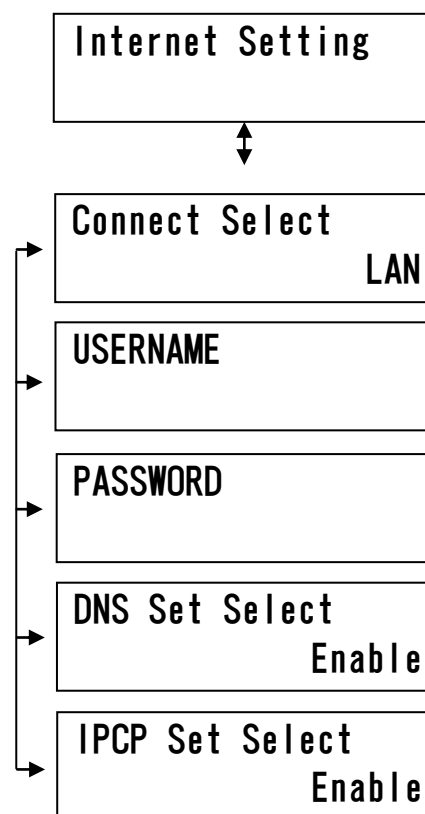 Internet Setting
Connect Select
LAN
USERNAME
PASSWORD
DNS Set Select
Enable
IPCP Set Select
Enable